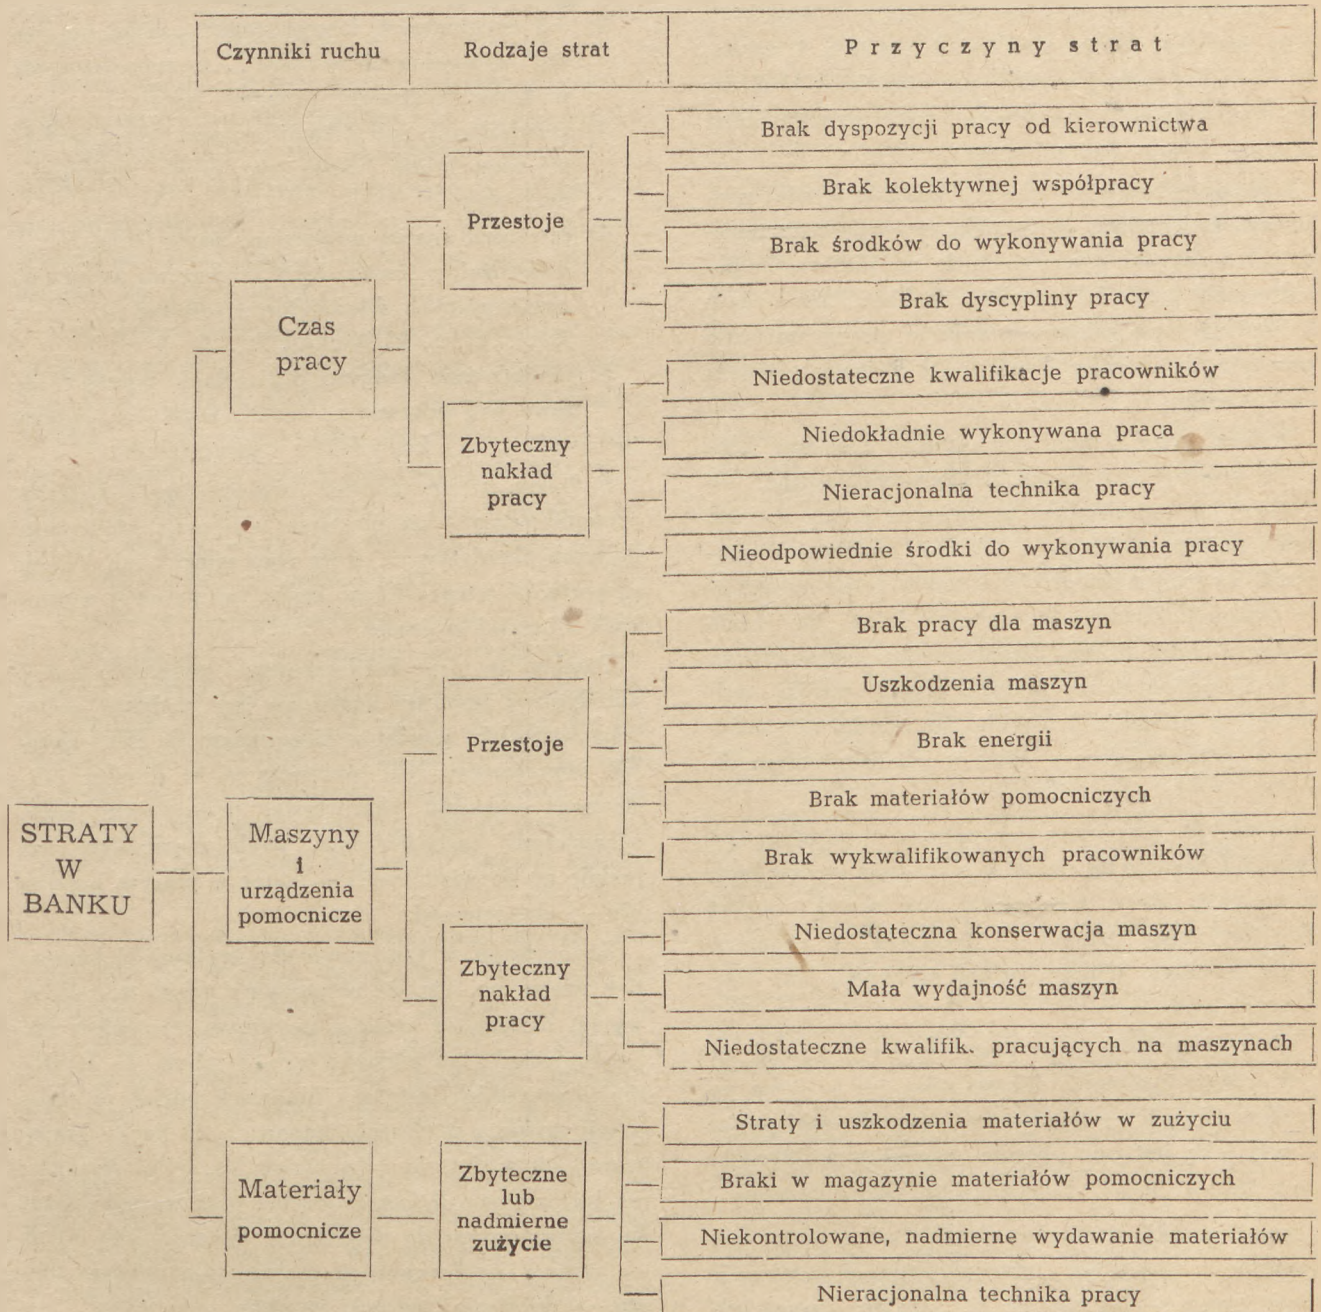 Czynniki ruchu
Rodzaje strat
Przyczyny strat
STRATY
W
BANKU
Czas
pracy
Przestoje
Brak dyspozycji pracy od kierownictwa
Brak kolektywnej współpracy
Brak środków do wykonywania pracy
Brak dyscypliny pracy
Zbyteczny
nakład
pracy
Niedostateczne kwalifikacje pracowników
Niedokładnie wykonywana praca
Nieracjonalna technika pracy
Nieodpowiednie środki do wykonywania pracy
Maszyny
i
urządzenia
pomocnicze
Przestoje
Brak pracy dla maszyn
Uszkodzenia maszyn
Brak energii
Brak materiałów pomocniczych
Brak wykwalifikowanych pracowników
Zbyteczny
nakład
pracy
Niedostateczna konserwacja maszyn
Mała wydajność maszyn
Niedostateczne kwalifik. pracujących na maszynach
Materiały
pomocnicze
Zbyteczne
lub
nadmierne
zużycie
Straty i uszkodzenia materiałów w zużyciu
Braki w magazynie materiałów pomocniczych
Niekontrolowane, nadmierne wydawanie materiałów
Nieracjonalna technika pracy